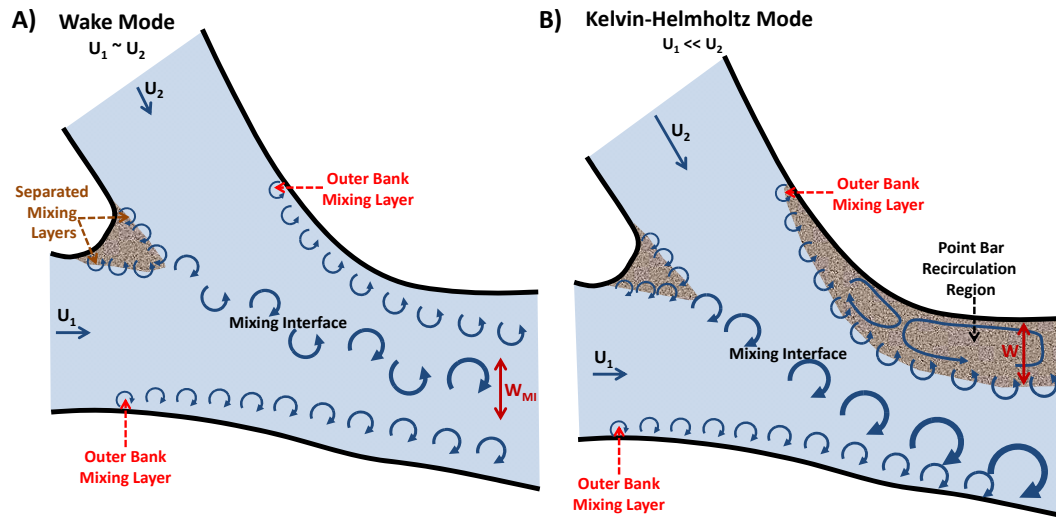 A)
Wake Mode
U1 ~ U2
U2
Separated
Mixing
Layers
Outer Bank
Mixing Layer
U1
Mixing Interface
WMI
Outer Bank
Mixing Layer
B)
Kelvin-Helmholtz Mode
U1 << U2
U2
Outer Bank
Mixing Layer
Point Bar
Recirculation
Region
U1
Mixing Interface
W
Outer Bank
Mixing Layer